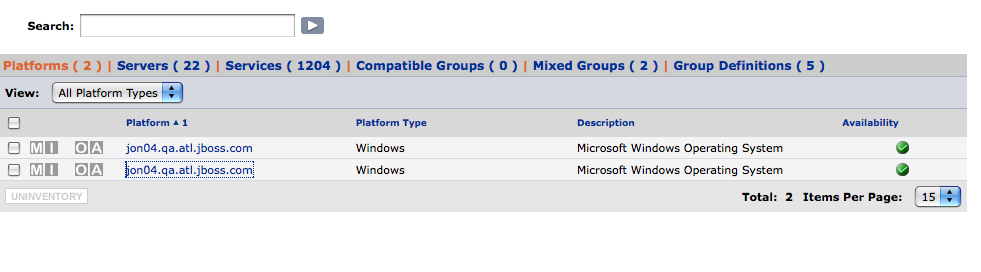 Search:
Platforms ( 2 ) | Servers ( 22 ) | Services ( 1204 ) | Compatible Groups ( 0 ) | Mixed Groups ( 2 ) | Group Definitions ( 5 )
View: All Platform Types
Platform ▲ 1 Platform Type Description Availability
M I O A jon04.qa.atl.jboss.com Windows Microsoft Windows Operating System
M I O A jon04.qa.atl.jboss.com Windows Microsoft Windows Operating System
UNINVENTORY Total: 2 Items Per Page: 15